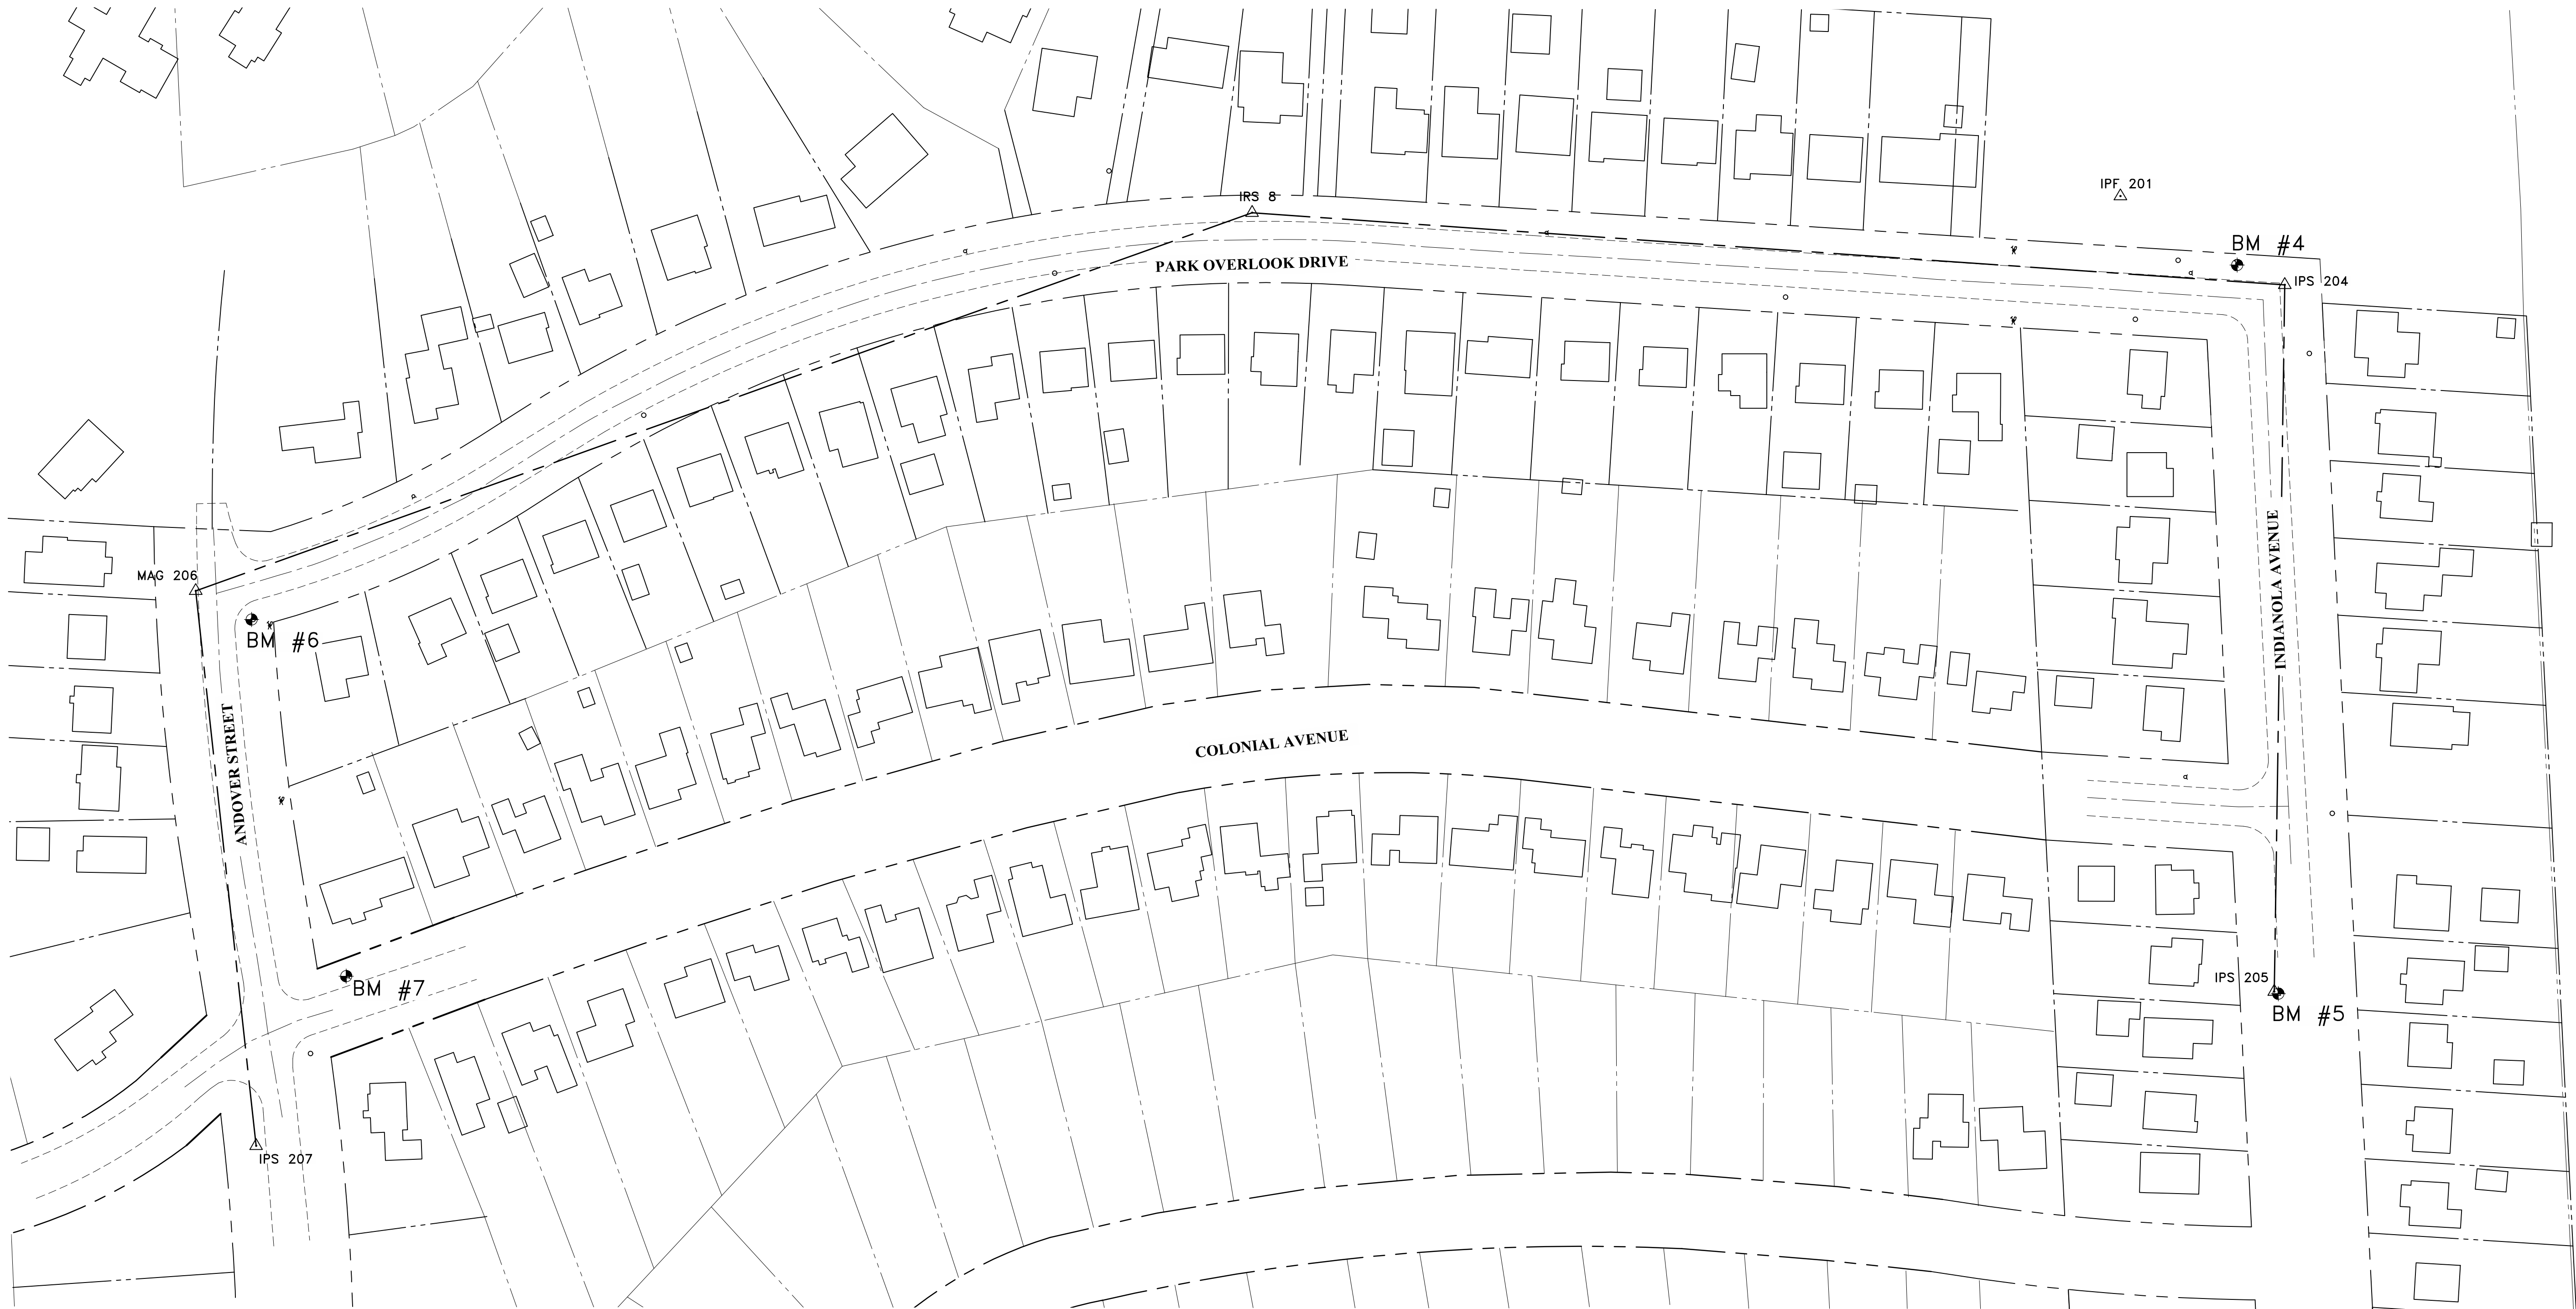 IPF 201
IRS 8
BM #4
PARK OVERLOOK DRIVE
IPS 204
MAG 206
BM #6
INDIANOLA AVENUE
ANDOVER STREET
COLONIAL AVENUE
IPS 205
BM #7
BM #5
IPS 207